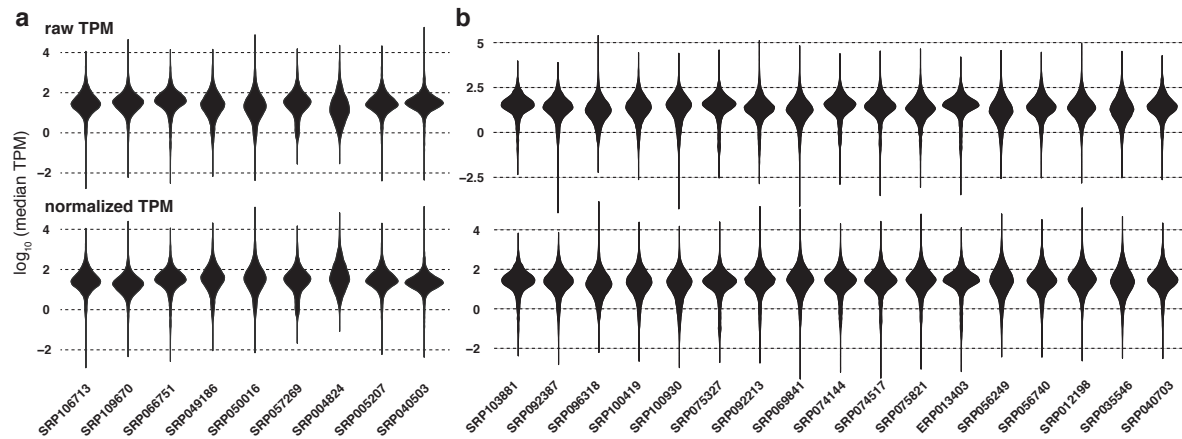 a
raw TPM
4
2
0
−2
normalized TPM
4
2
0
−2
log10 (median TPM)
SRP106713
SRP109670
SRP066751
SRP049186
SRP050016
SRP057269
SRP004824
SRP005207
SRP040503
b
5
2.5
0
−2.5
4
2
0
−2
SRP103881
SRP092387
SRP096318
SRP100419
SRP100930
SRP075327
SRP092213
SRP069841
SRP074144
SRP074517
SRP075821
ERP013403
SRP056249
SRP056740
SRP012198
SRP035546
SRP040703